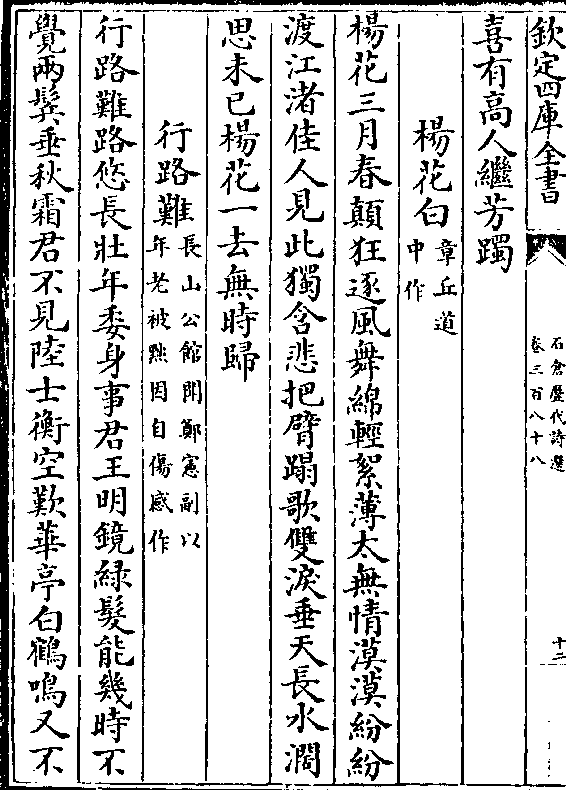 欽定四庫全書
石倉歷代詩選
卷三百八十八
十二
喜有高人繼芳躅
楊花白
章丘道
中作
楊花三月春顛狂逐風舞綿輕絮薄太無情漠漠紛紛
渡江渚佳人見此獨含悲把臂蹋歌雙淚垂天長水濶
思未已楊花一去無時歸
行路難
長山公館聞鄭憲副以
年老被黜因自傷感作
行路難路悠長壯年委身事君王明鏡緑髮能幾時不
覺兩鬂垂秋霜君不見陸士衡空歎華亭白鶴鳴又不